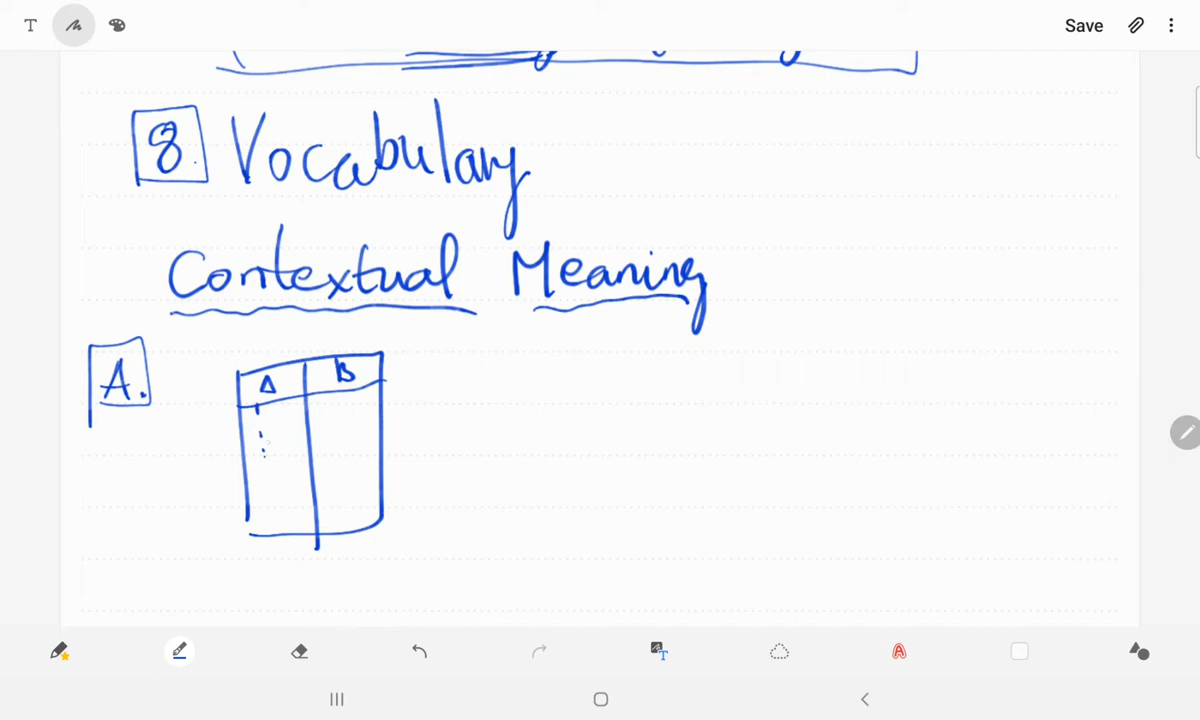 T Save
8. Vocabulary
Contextual Meaning
A.
A B
T A